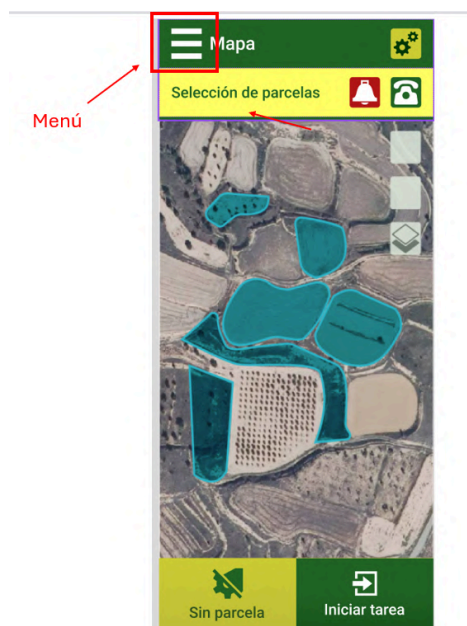 Mapa
Selección de parcelas
Menú
Sin parcela
Iniciar tarea